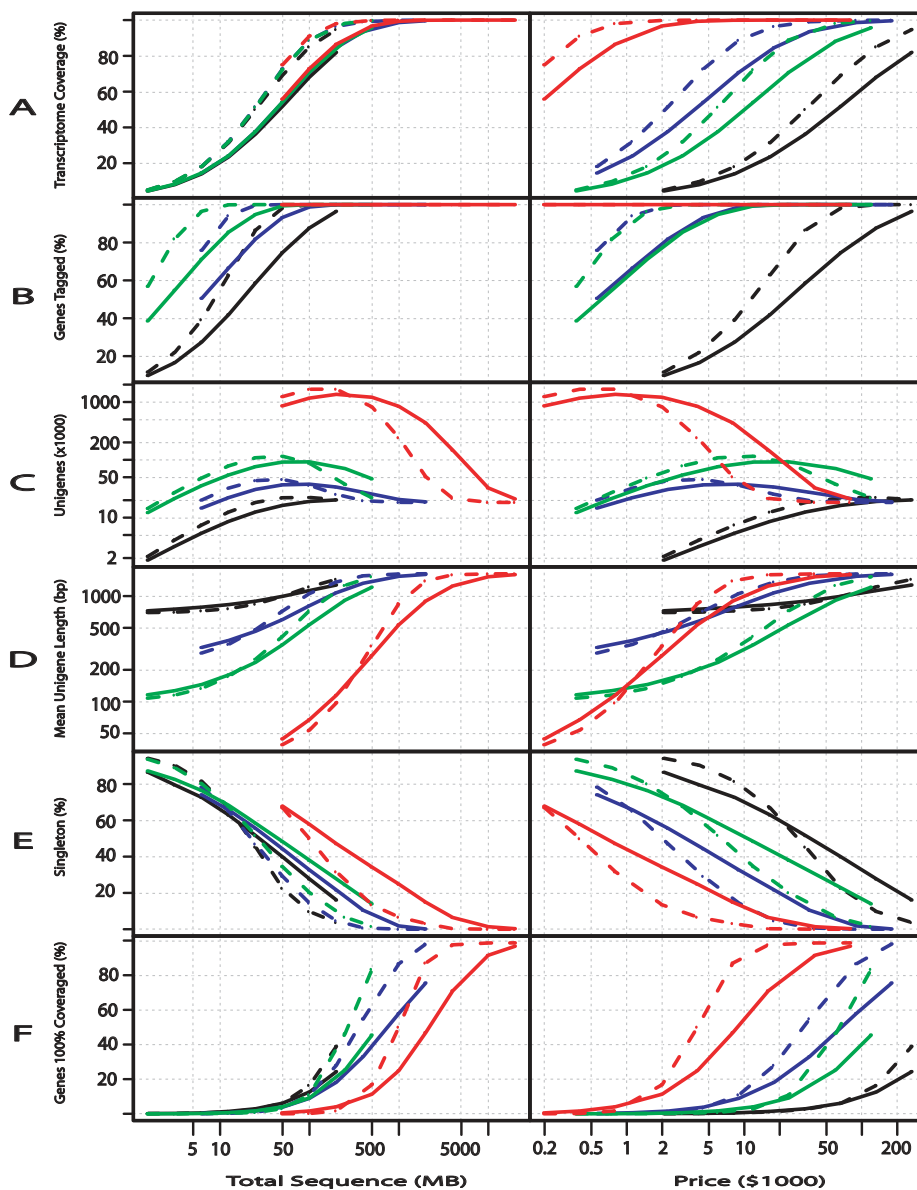 A
Transcriptome Coverage (%)
80
60
40
20
B
Genes Tagged (%)
80
60
40
20
C
Unigenes (x1000)
1000
200
50
10
2
D
Mean Unigene Length (bp)
1000
500
200
100
50
E
Singleton (%)
80
60
40
20
F
Genes 100% Coveraged (%)
80
60
40
20
5 10 50 500 5000
0.2 0.5 1 2 5 10 50 200
Total Sequence (MB)
Price ($1000)